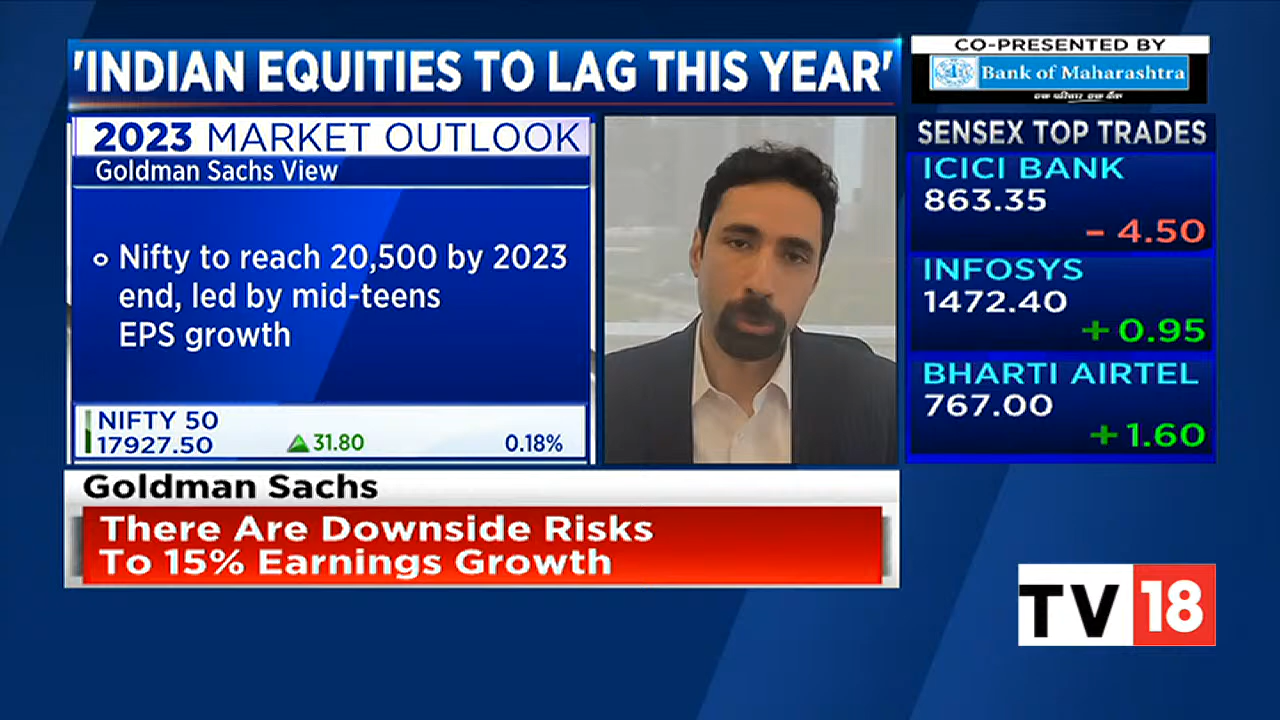 'INDIAN EQUITIES TO LAG THIS YEAR'
CO-PRESENTED BY
Bank of Maharashtra
एक परिवार एक बैंक
2023 MARKET OUTLOOK
Goldman Sachs View
Nifty to reach 20,500 by 2023
end, led by mid-teens
EPS growth
NIFTY 50
17927.50 31.80 0.18%
SENSEX TOP TRADES
ICICI BANK
863.35
- 4.50
INFOSYS
1472.40
+ 0.95
BHARTI AIRTEL
767.00
+ 1.60
Goldman Sachs
There Are Downside Risks
To 15% Earnings Growth
TV18